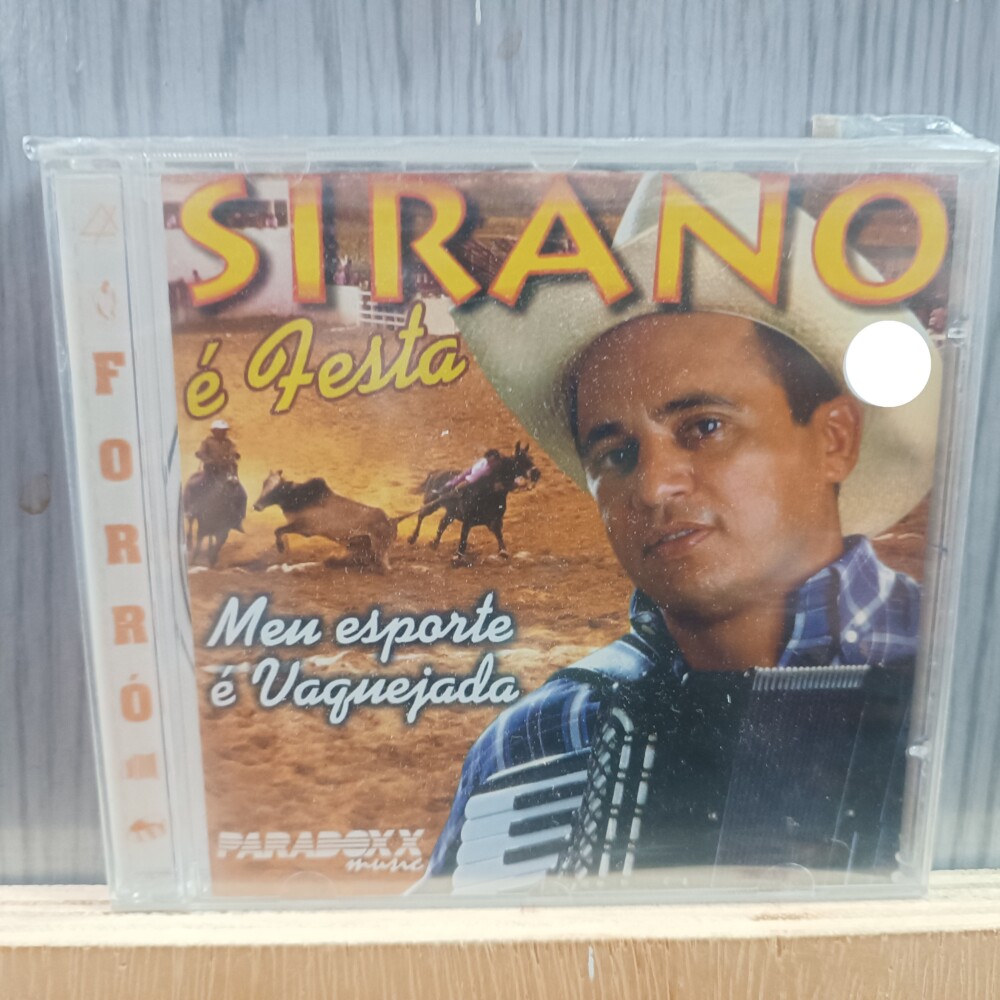 SIRANO
é Festa
Meu esporte
é Vaquejada
PARADOXX
music
FORRÓ